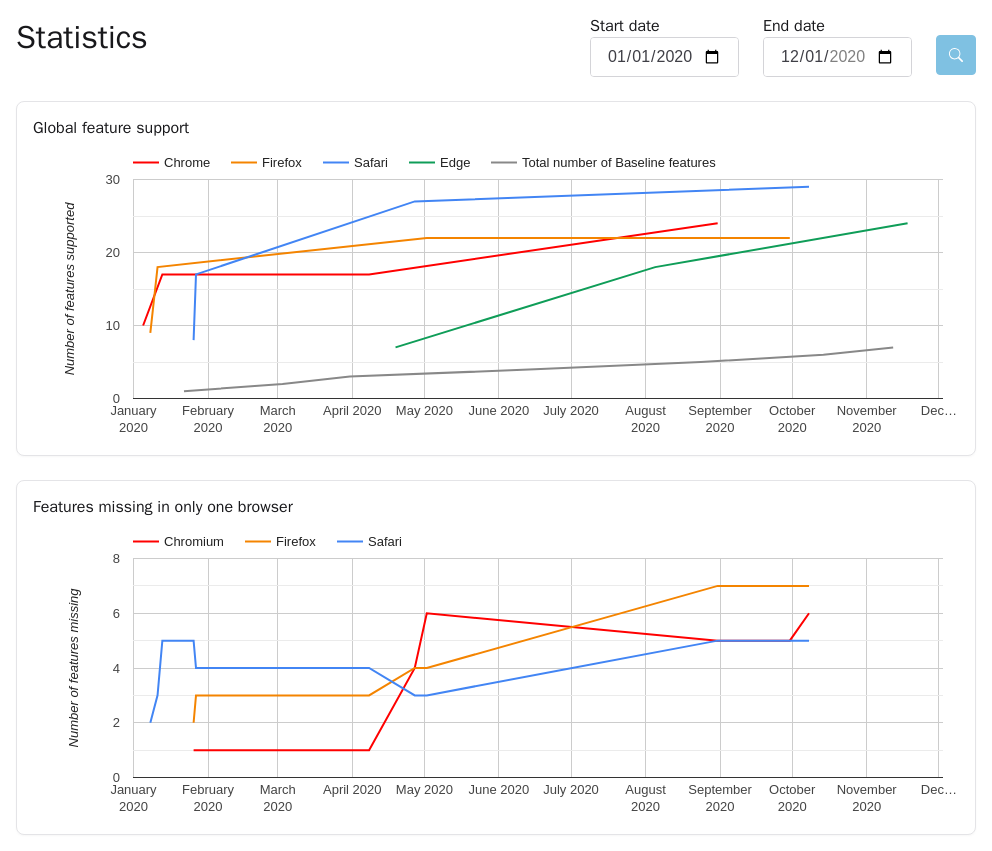 Statistics
Start date
01/01/2020
End date
12/01/2020
Global feature support
Chrome Firefox Safari Edge Total number of Baseline features
Number of features supported
30
20
10
0
January 2020 February 2020 March 2020 April 2020 May 2020 June 2020 July 2020 August 2020 September 2020 October 2020 November 2020 Dec…
Features missing in only one browser
Chromium Firefox Safari
Number of features missing
8
6
4
2
0
January 2020 February 2020 March 2020 April 2020 May 2020 June 2020 July 2020 August 2020 September 2020 October 2020 November 2020 Dec…